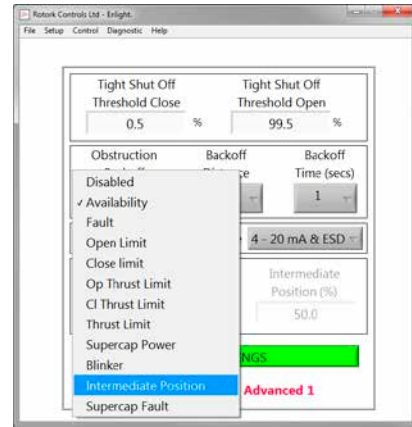 Rotork Controls Ltd - Enlight.
File Setup Control Diagnostic Help
Tight Shut Off Tight Shut Off
Threshold Close Threshold Open
0.5 % 99.5 %
Obstruction Backoff Backoff
Time (secs)
1
Disabled
✓ Availability
Fault
Open Limit
Close limit
Op Thrust Limit
Cl Thrust Limit
Thrust Limit
Supercap Power
Blinker
Intermediate Position
Supercap Fault
4 - 20 mA & ESD
Intermediate
Position (%)
50.0
Advanced 1